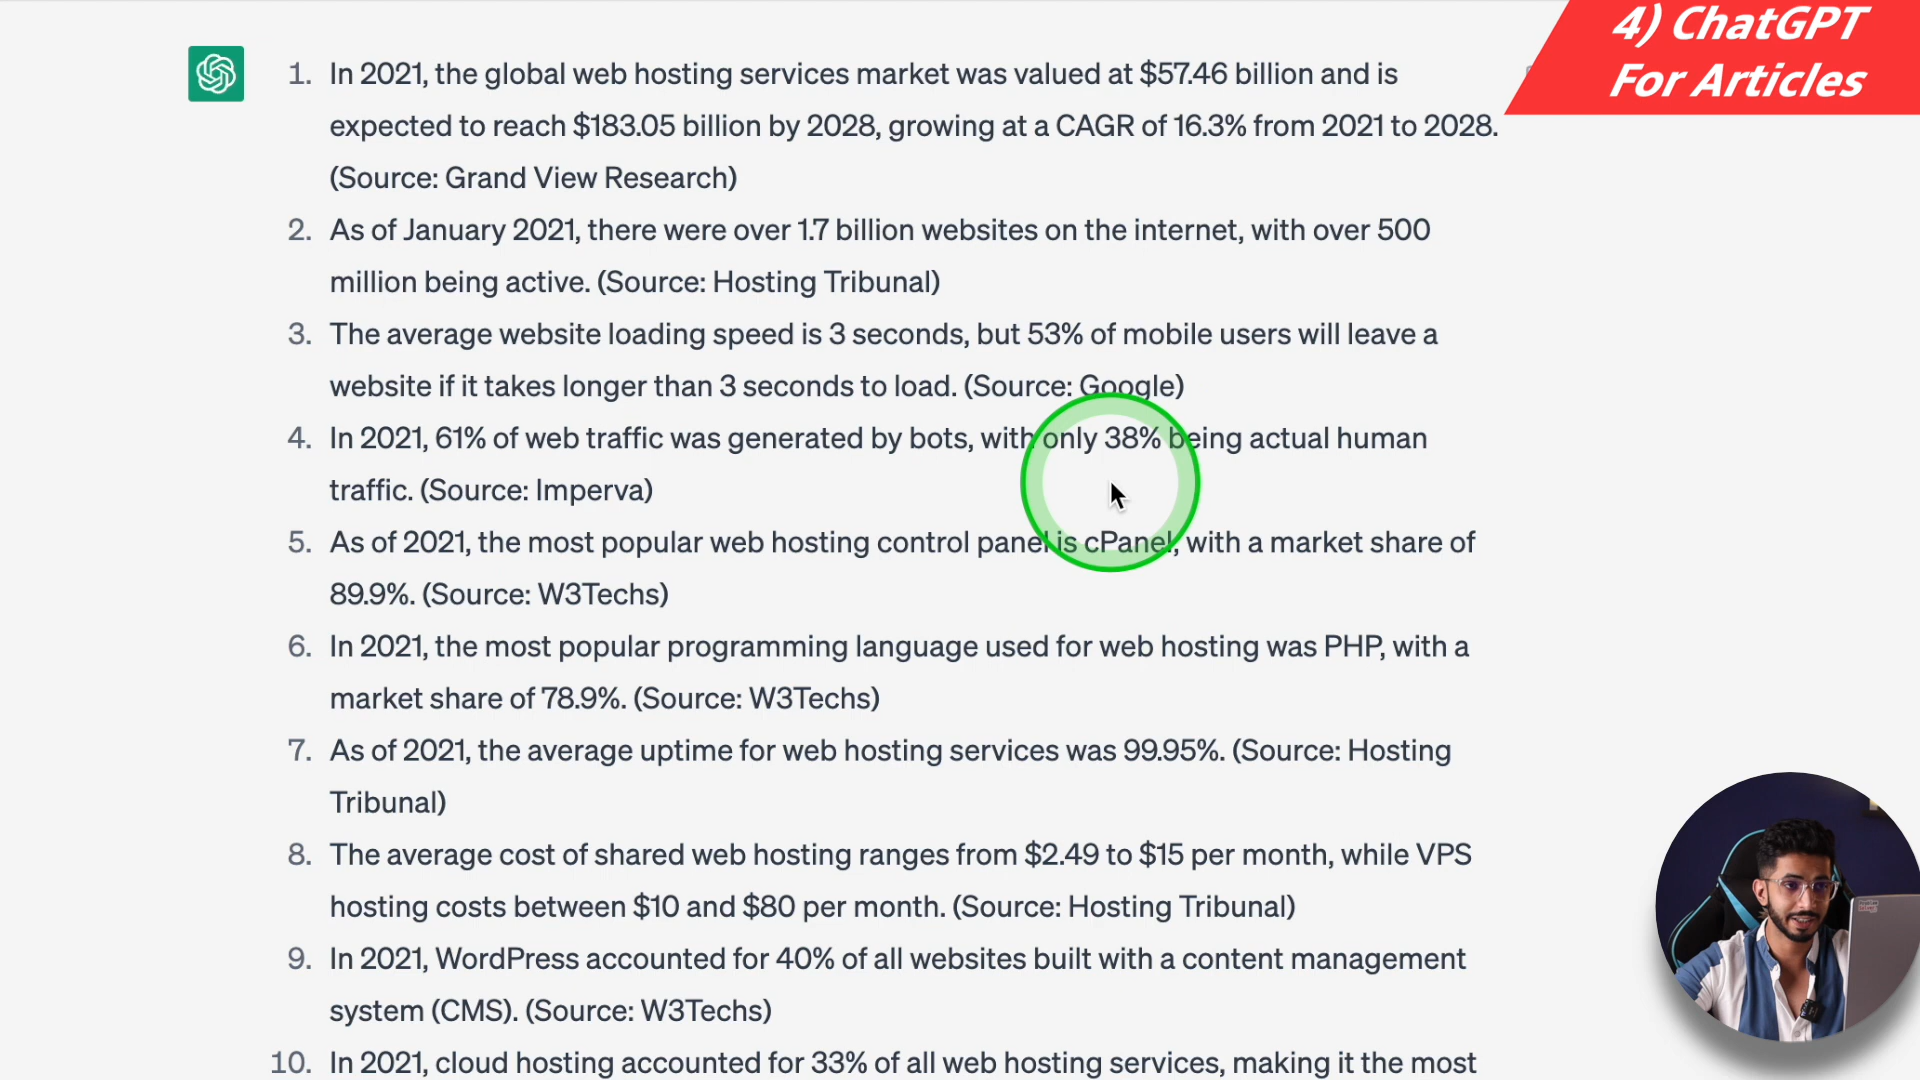 4) ChatGPT
For Articles
1. In 2021, the global web hosting services market was valued at $57.46 billion and is
expected to reach $183.05 billion by 2028, growing at a CAGR of 16.3% from 2021 to 2028.
(Source: Grand View Research)
2. As of January 2021, there were over 1.7 billion websites on the internet, with over 500
million being active. (Source: Hosting Tribunal)
3. The average website loading speed is 3 seconds, but 53% of mobile users will leave a
website if it takes longer than 3 seconds to load. (Source: Google)
4. In 2021, 61% of web traffic was generated by bots, with only 38% being actual human
traffic. (Source: Imperva)
5. As of 2021, the most popular web hosting control panel is cPanel, with a market share of
89.9%. (Source: W3Techs)
6. In 2021, the most popular programming language used for web hosting was PHP, with a
market share of 78.9%. (Source: W3Techs)
7. As of 2021, the average uptime for web hosting services was 99.95%. (Source: Hosting
Tribunal)
8. The average cost of shared web hosting ranges from $2.49 to $15 per month, while VPS
hosting costs between $10 and $80 per month. (Source: Hosting Tribunal)
9. In 2021, WordPress accounted for 40% of all websites built with a content management
system (CMS). (Source: W3Techs)
10. In 2021, cloud hosting accounted for 33% of all web hosting services, making it the most